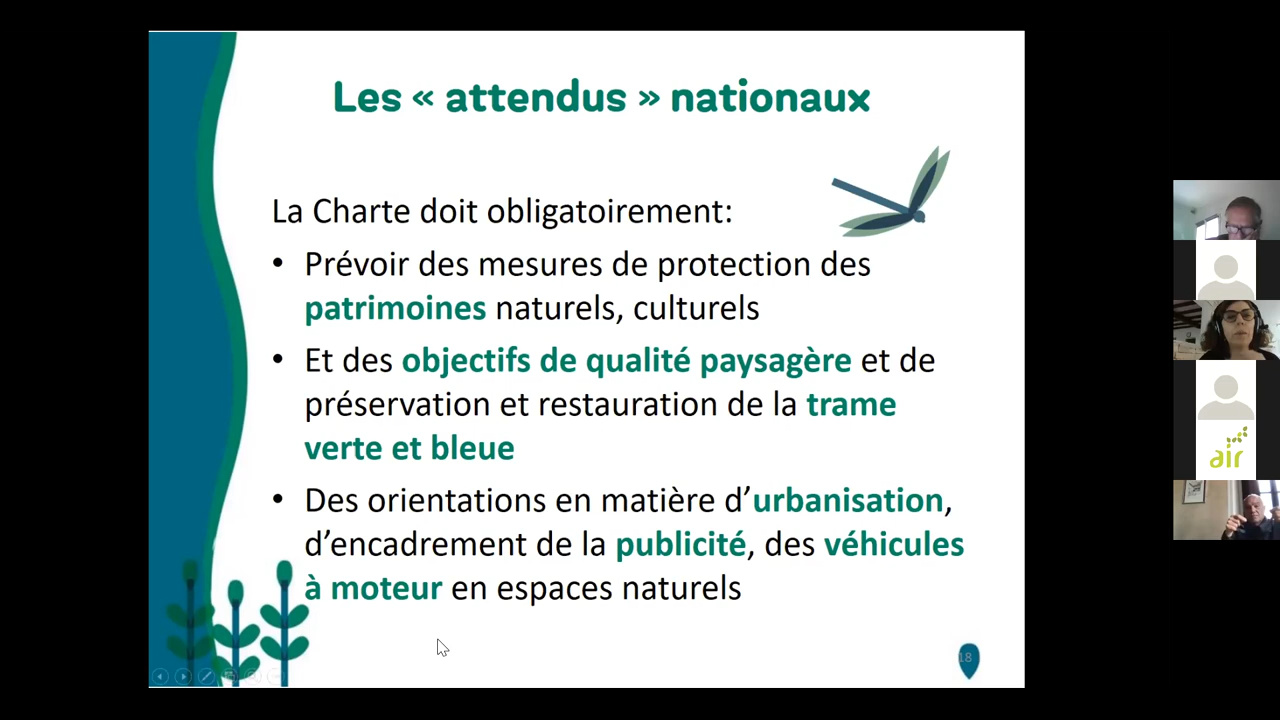 Les « attendus » nationaux
La Charte doit obligatoirement:
• Prévoir des mesures de protection des
patrimoines naturels, culturels
• Et des objectifs de qualité paysagère et de
préservation et restauration de la trame
verte et bleue
• Des orientations en matière d’urbanisation,
d’encadrement de la publicité, des véhicules
à moteur en espaces naturels
18
air